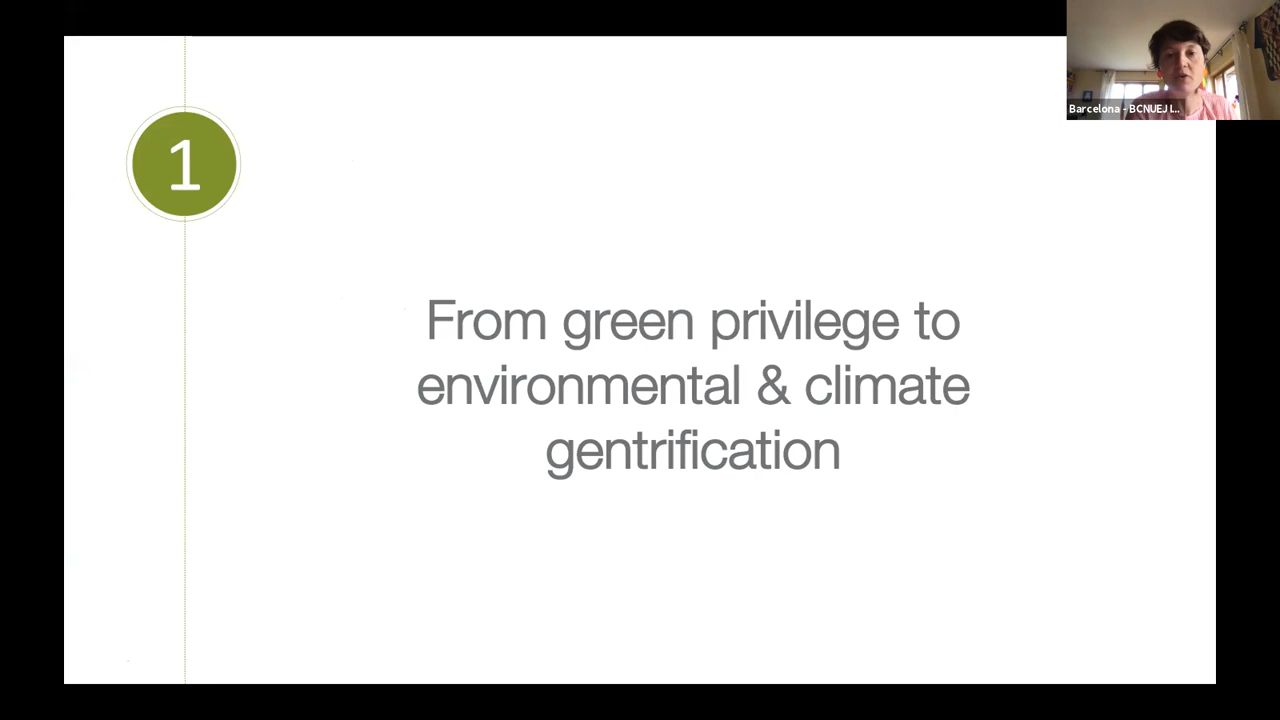 Barcelona - BCNUEJ I...
1
From green privilege to
environmental & climate
gentrification